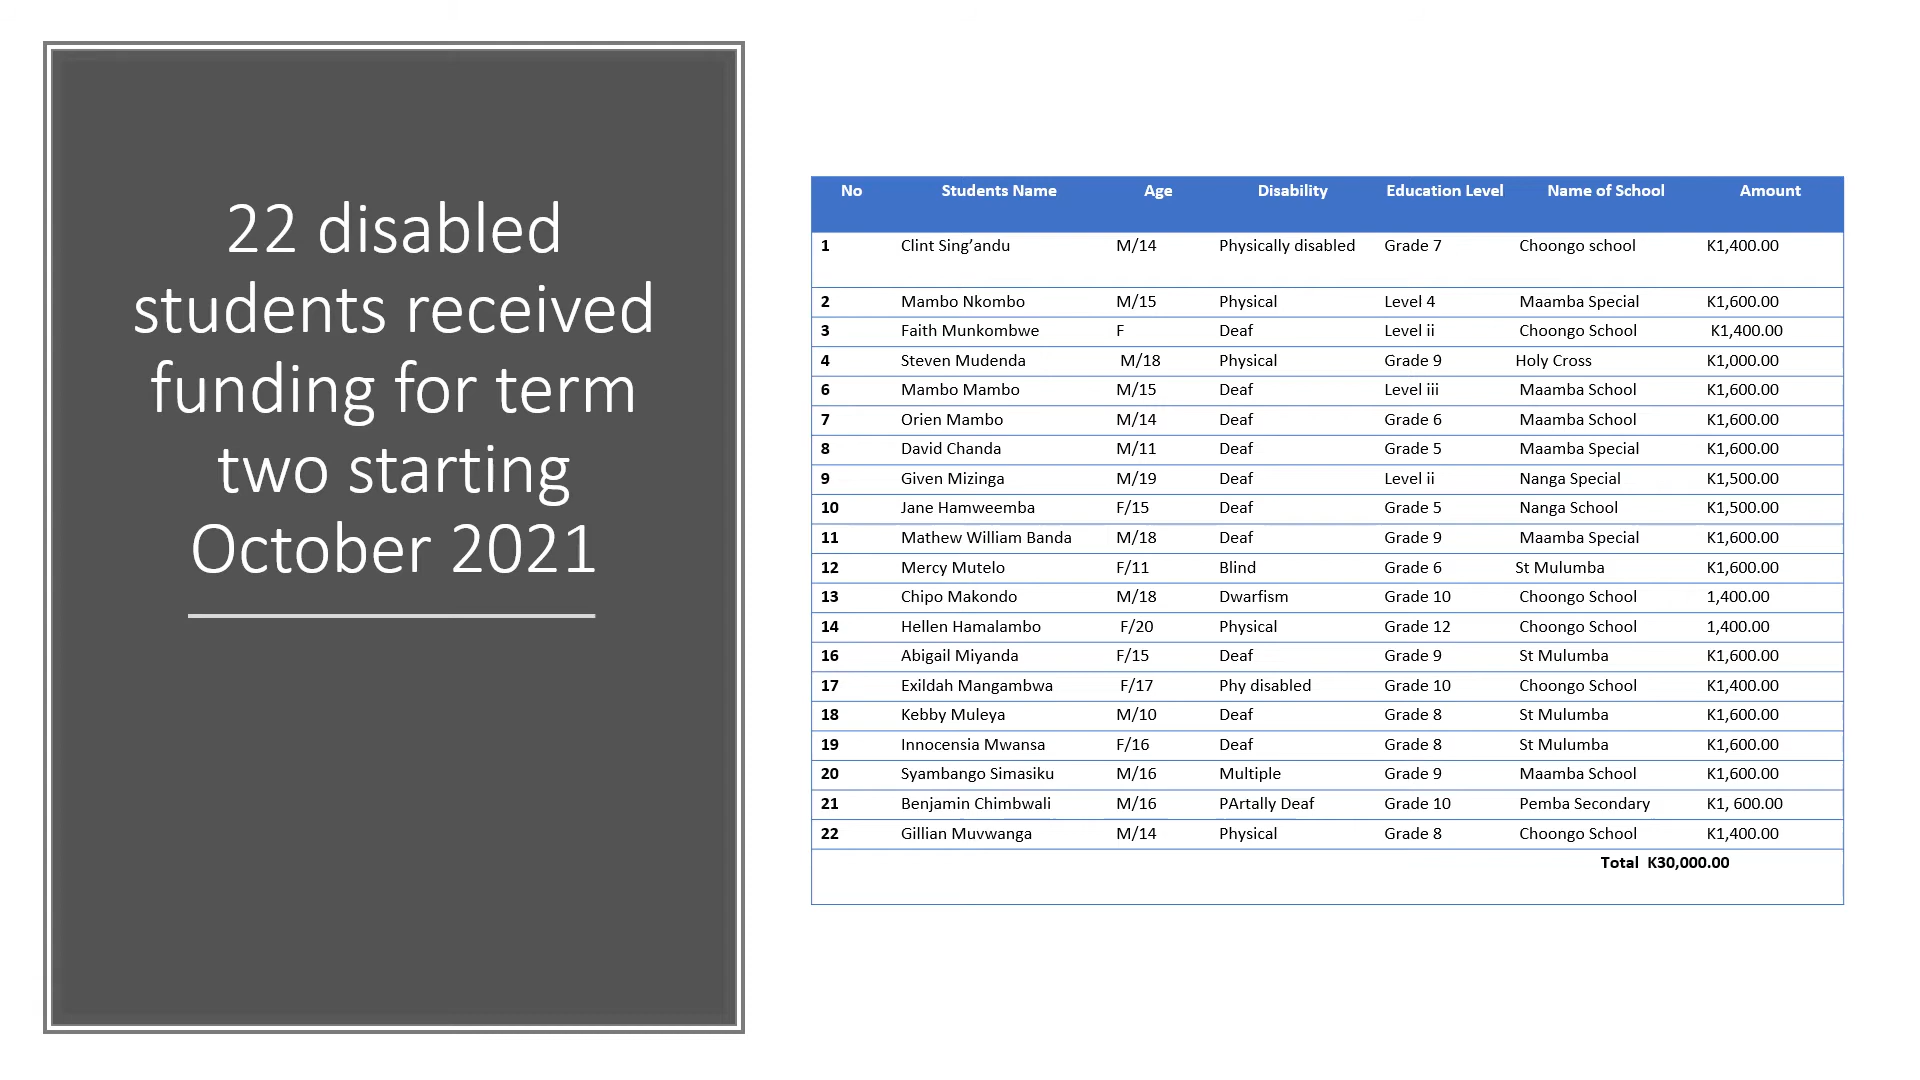 22 disabled
students received
funding for term
two starting
October 2021
No Students Name Age Disability Education Level Name of School Amount
1 Clint Sing’andu M/14 Physically disabled Grade 7 Choongo school K1,400.00
2 Mambo Nkombo M/15 Physical Level 4 Maamba Special K1,600.00
3 Faith Munkombwe F Deaf Level ii Choongo School K1,400.00
4 Steven Mudenda M/18 Physical Grade 9 Holy Cross K1,000.00
6 Mambo Mambo M/15 Deaf Level iii Maamba School K1,600.00
7 Orien Mambo M/14 Deaf Grade 6 Maamba School K1,600.00
8 David Chanda M/11 Deaf Grade 5 Maamba Special K1,600.00
9 Given Mizinga M/19 Deaf Level ii Nanga Special K1,500.00
10 Jane Hamweemba F/15 Deaf Grade 5 Nanga School K1,500.00
11 Mathew William Banda M/18 Deaf Grade 9 Maamba Special K1,600.00
12 Mercy Mutelo F/11 Blind Grade 6 St Mulumba K1,600.00
13 Chipo Makondo M/18 Dwarfism Grade 10 Choongo School 1,400.00
14 Hellen Hamalambo F/20 Physical Grade 12 Choongo School 1,400.00
16 Abigail Miyanda F/15 Deaf Grade 9 St Mulumba K1,600.00
17 Exildah Mangambwa F/17 Phy disabled Grade 10 Choongo School K1,400.00
18 Kebby Muleya M/10 Deaf Grade 8 St Mulumba K1,600.00
19 Innocensia Mwansa F/16 Deaf Grade 8 St Mulumba K1,600.00
20 Syambango Simasiku M/16 Multiple Grade 9 Maamba School K1,600.00
21 Benjamin Chimbwali M/16 PArtally Deaf Grade 10 Pemba Secondary K1, 600.00
22 Gillian Muvwanga M/14 Physical Grade 8 Choongo School K1,400.00
Total K30,000.00